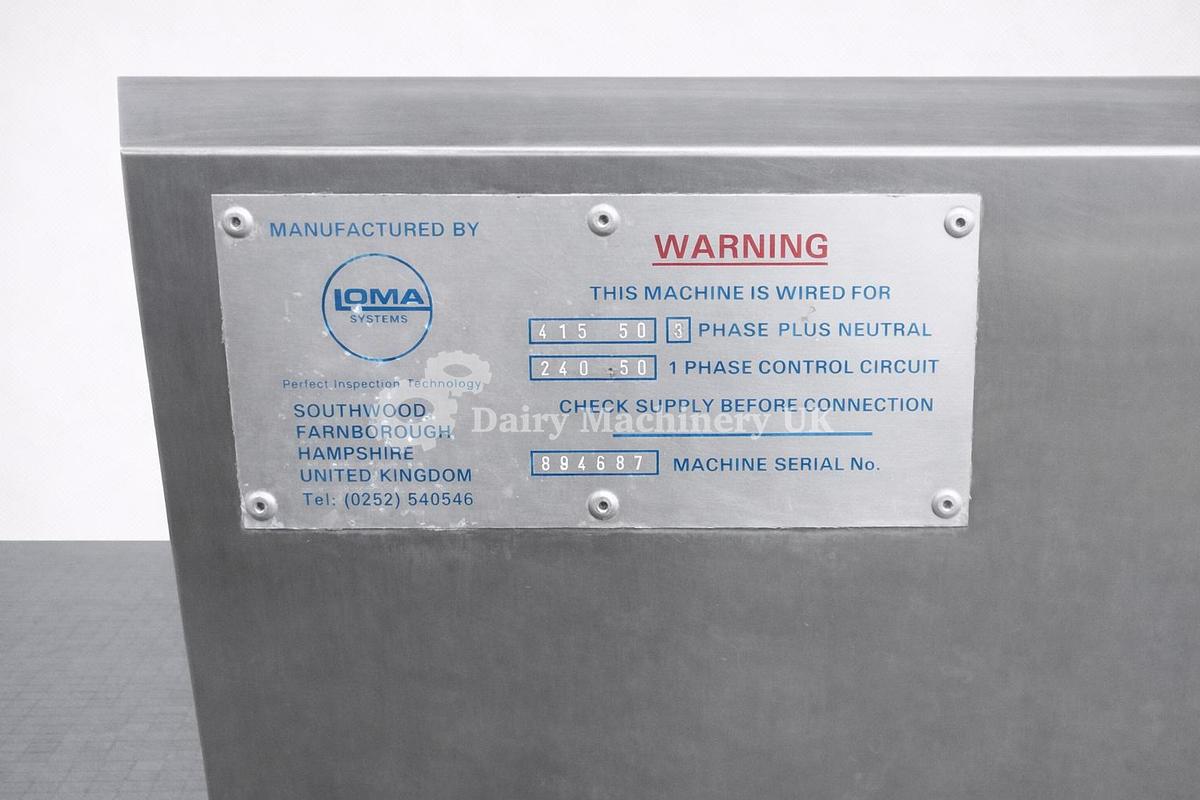 MANUFACTURED BY
LOMA
SYSTEMS
Perfect Inspection Technology
SOUTHWOOD
FARNBOROUGH
HAMPSHIRE
UNITED KINGDOM
Tel: (0252) 540546
WARNING
THIS MACHINE IS WIRED FOR
415 50 3 PHASE PLUS NEUTRAL
240 50 1 PHASE CONTROL CIRCUIT
CHECK SUPPLY BEFORE CONNECTION
894687 MACHINE SERIAL No.
Dairy Machinery UK